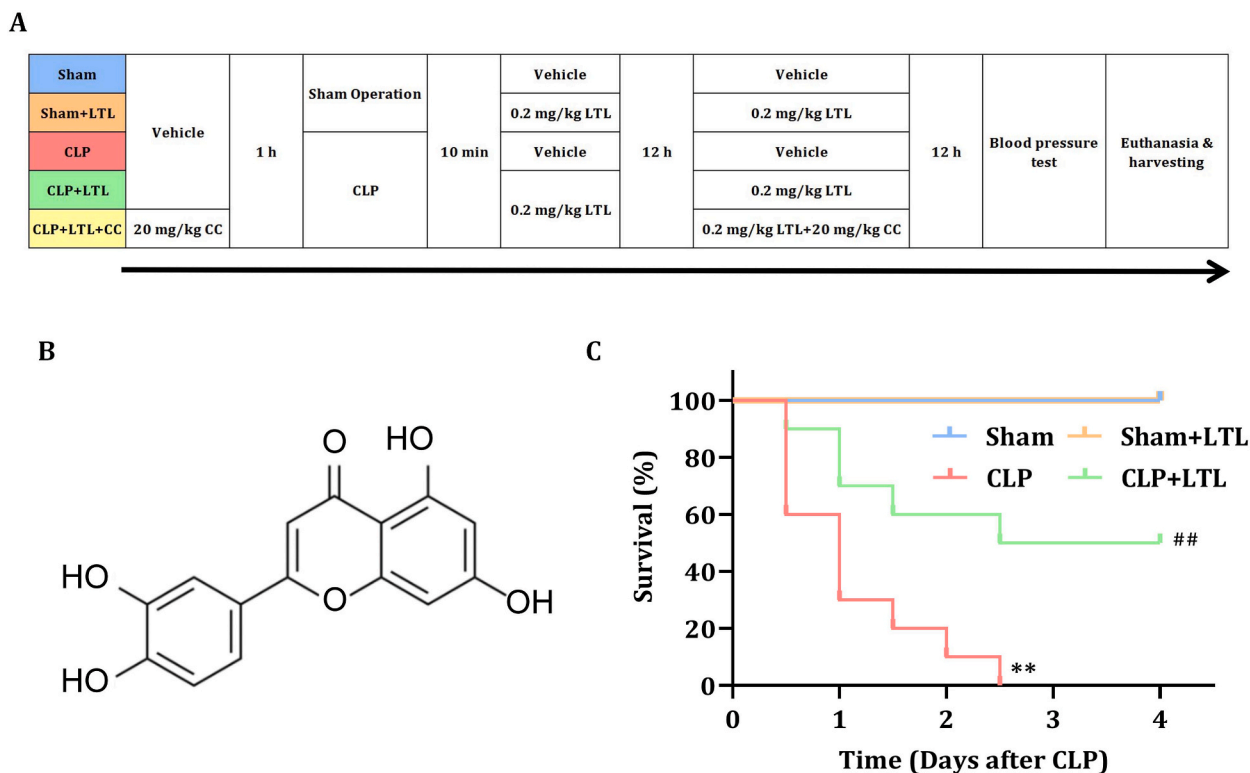 A
Sham
Sham+LTL
CLP
CLP+LTL
CLP+LTL+CC
Vehicle
20 mg/kg CC
1 h
Sham Operation
CLP
10 min
Vehicle
0.2 mg/kg LTL
Vehicle
0.2 mg/kg LTL
12 h
Vehicle
0.2 mg/kg LTL
Vehicle
0.2 mg/kg LTL
0.2 mg/kg LTL+20 mg/kg CC
12 h
Blood pressure
test
Euthanasia &
harvesting
B
O
HO
HO
HO
O
OH
C
Survival (%)
100
80
60
40
20
0
Sham
Sham+LTL
CLP
CLP+LTL
##
**
0
1
2
3
4
Time (Days after CLP)